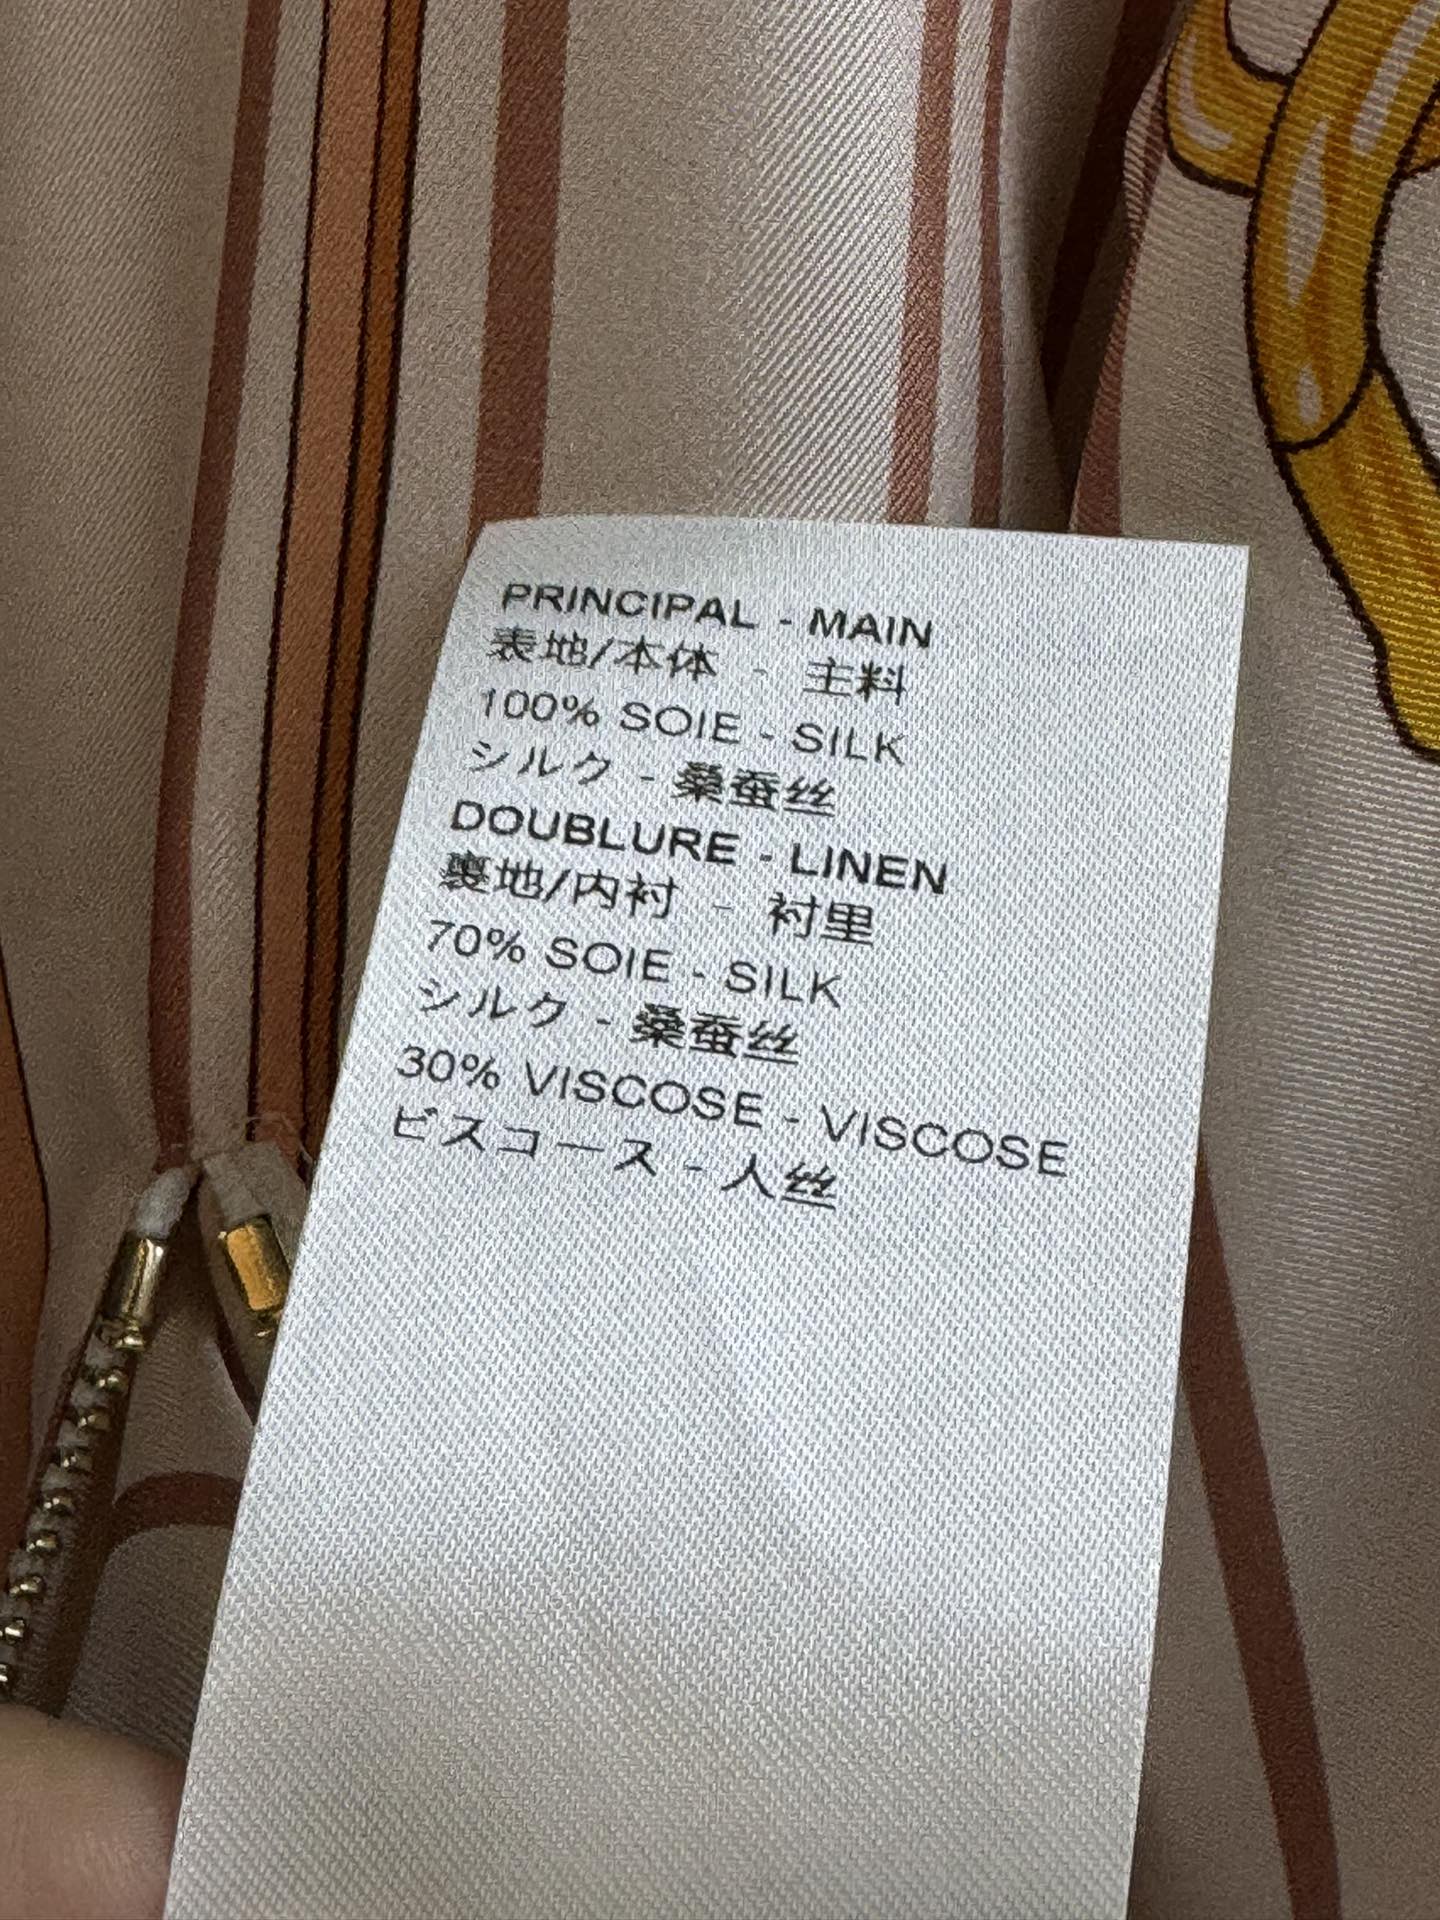 PRINCIPAL - MAIN
表地/本体 - 主料
100% SOIE - SILK
シルク - 桑蚕丝
DOUBLURE - LINEN
裏地/内衬 - 衬里
70% SOIE - SILK
シルク - 桑蚕丝
30% VISCOSE - VISCOSE
ビスコース - 人丝